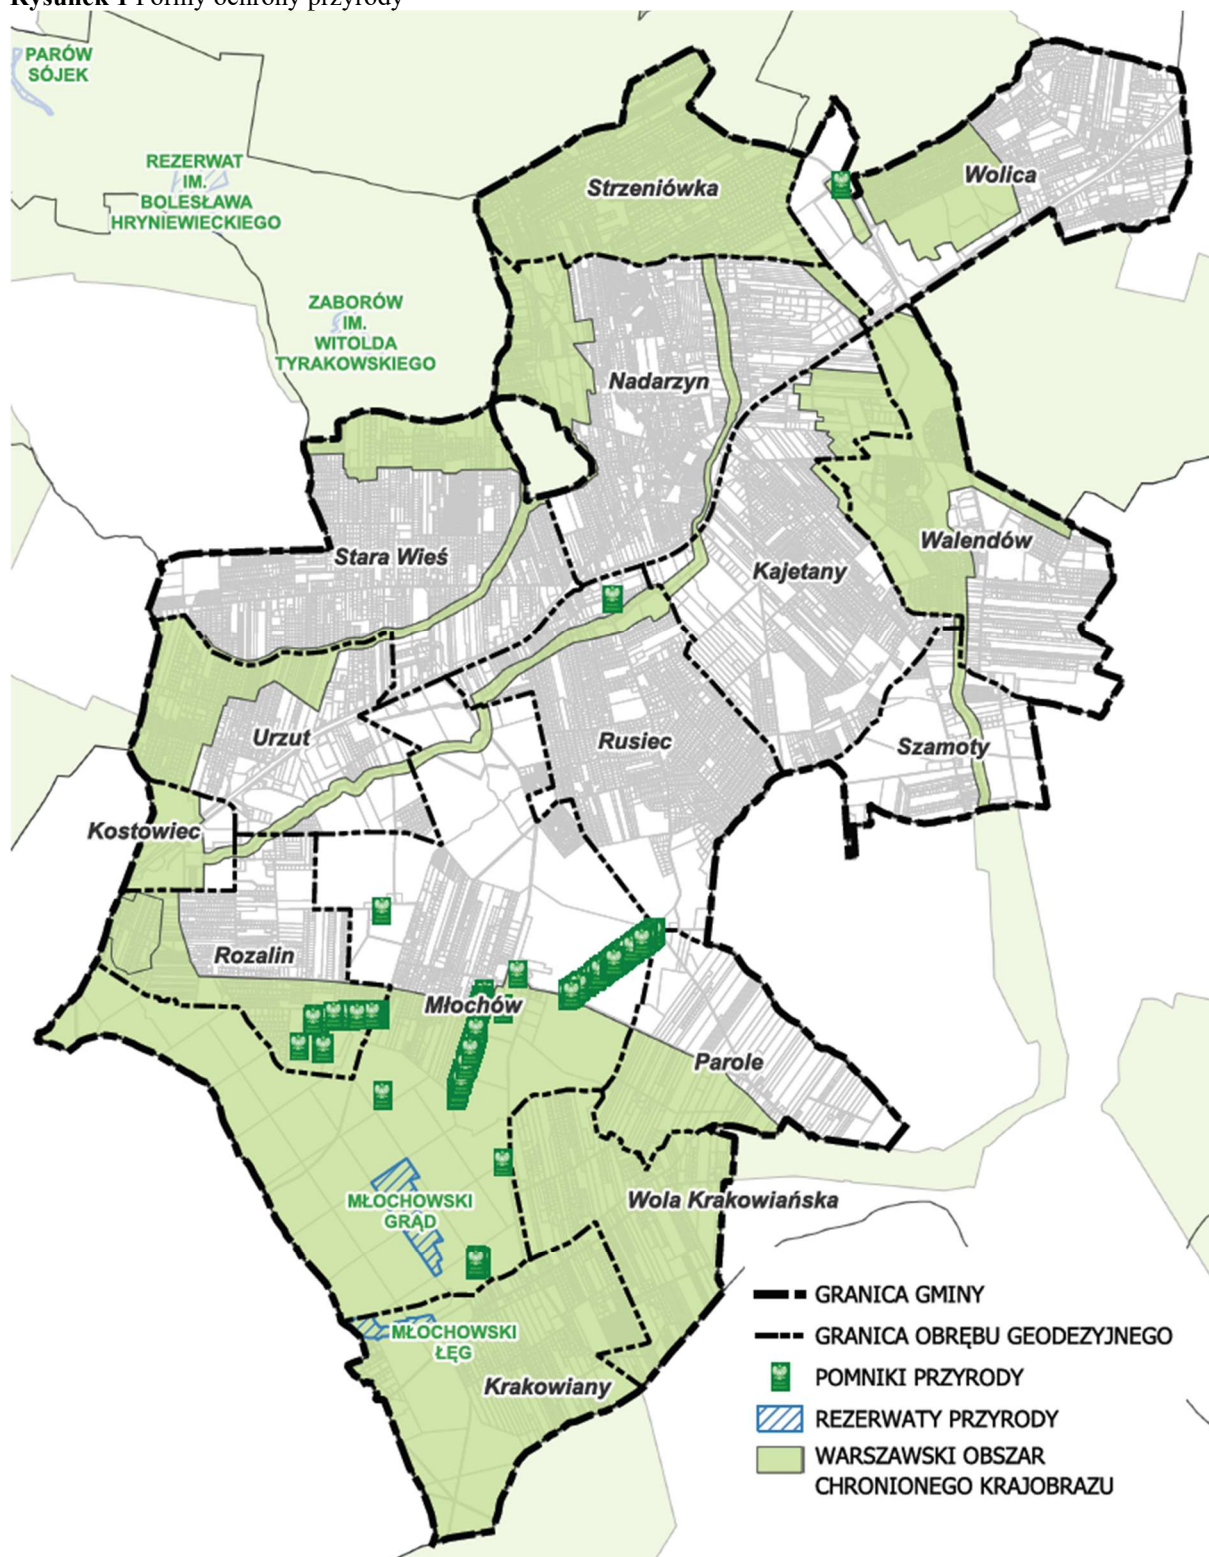 Rysunek 1 Formy ochrony przyrody
PARÓW
SÓJEK
REZERWAT
IM.
BOLESŁAWA
HRYNIEWIECKIEGO
Strzeniówka
Wolica
ZABORÓW
IM.
WITOLDA
TYRAKOWSKIEGO
Nadarzyn
Stara Wieś
Kajetany
Walendów
Urzut
Rusiec
Szamoty
Kostowiec
Rozalin
Młochów
Parole
MŁOCHOWSKI
GRĄD
Wola Krakowiańska
MŁOCHOWSKI
ŁĘG
Krakowiany
GRANICA GMINY
GRANICA OBRĘBU GEODEZYJNEGO
POMNIKI PRZYRODY
REZERWATY PRZYRODY
WARSZAWSKI OBSZAR
CHRONIONEGO KRAJOBRAZU